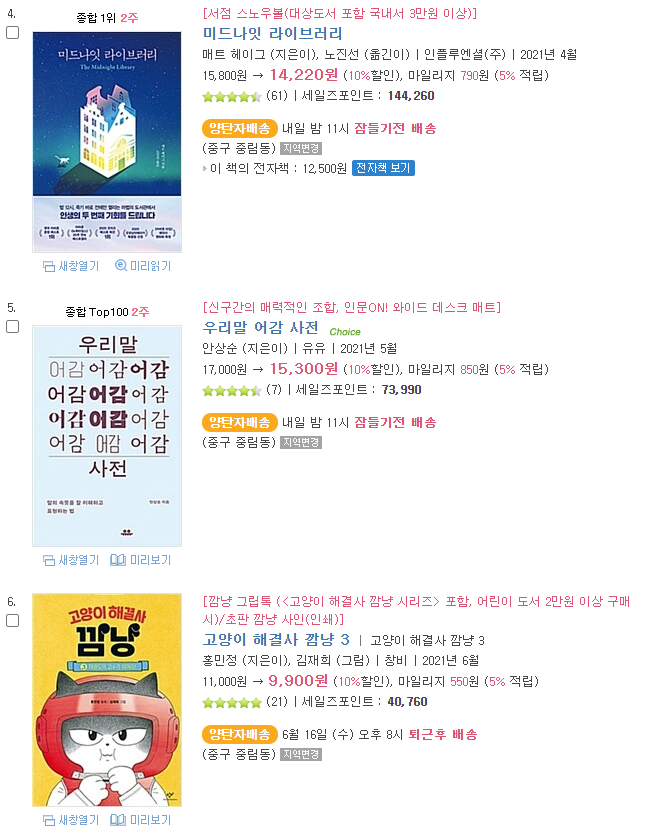 4.
종합 1위 2주
[서점 스노우볼(대상도서 포함 국내서 3만원 이상)]
미드나잇 라이브러리
매트 헤이그 (지은이), 노진선 (옮긴이) | 인플루엔셜(주) | 2021년 4월
15,800원 → 14,220원 (10%할인), 마일리지 790원 (5% 적립)
(61) | 세일즈포인트 : 144,260
양탄자배송 내일 밤 11시 잠들기전 배송
(중구 중림동) 지역변경
이 책의 전자책 : 12,500원 전자책 보기
미드나잇 라이브러리
The Midnight Library
인생의 두 번째 기회를 드립니다
새창열기 미리읽기
5.
종합 Top100 2주
[신구간의 매력적인 조합, 인문ON! 와이드 데스크 매트]
우리말 어감 사전 Choice
안상순 (지은이) | 유유 | 2021년 5월
17,000원 → 15,300원 (10%할인), 마일리지 850원 (5% 적립)
(7) | 세일즈포인트 : 73,990
양탄자배송 내일 밤 11시 잠들기전 배송
(중구 중림동) 지역변경
우리말
어감 어감 어감
어감 어감 어감
어감 어감 어감
어감 어감 어감
사전
말의 속뜻을 잘 이해하고
표현하는 법
안상순 지음
유유
새창열기 미리보기
6.
[깜냥 그립톡 (<고양이 해결사 깜냥 시리즈> 포함, 어린이 도서 2만원 이상 구매
시)/초판 깜냥 사인(인쇄)]
고양이 해결사 깜냥 3 | 고양이 해결사 깜냥 3
홍민정 (지은이), 김재희 (그림) | 창비 | 2021년 6월
11,000원 → 9,900원 (10%할인), 마일리지 550원 (5% 적립)
(21) | 세일즈포인트 : 40,760
양탄자배송 6월 16일 (수) 오후 8시 퇴근후 배송
(중구 중림동) 지역변경
고양이 해결사
깜냥
새창열기 미리보기